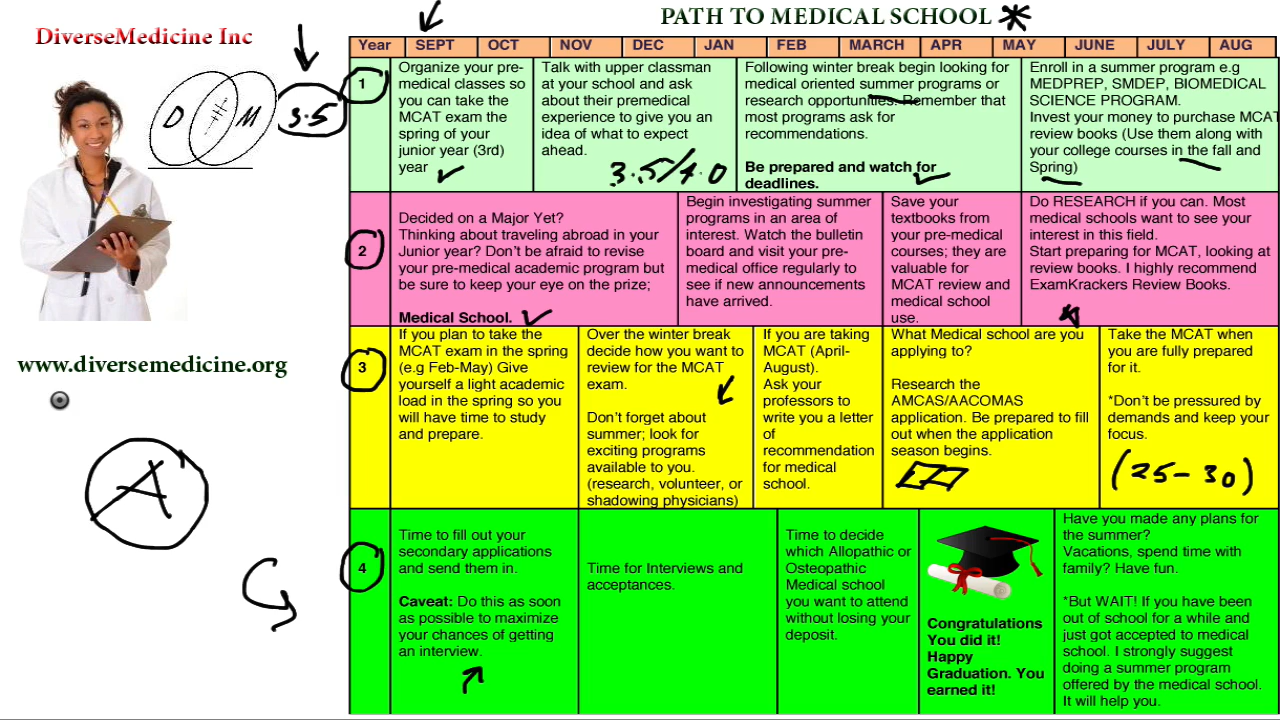 PATH TO MEDICAL SCHOOL *
DiverseMedicine Inc
D M
3.5
www.diversemedicine.org
A
Year SEPT OCT NOV DEC JAN FEB MARCH APR MAY JUNE JULY AUG
1
Organize your pre-
medical classes so
you can take the
MCAT exam the
spring of your
junior year (3rd)
year
Talk with upper classman
at your school and ask
about their premedical
experience to give you an
idea of what to expect
ahead.
3.5/4.0
Following winter break begin looking for
medical oriented summer programs or
research opportunities. Remember that
most programs ask for
recommendations.
Be prepared and watch for
deadlines.
Enroll in a summer program e.g
MEDPREP, SMDEP, BIOMEDICAL
SCIENCE PROGRAM.
Invest your money to purchase MCAT
review books (Use them along with
your college courses in the fall and
Spring)
2
Decided on a Major Yet?
Thinking about traveling abroad in your
Junior year? Don't be afraid to revise
your pre-medical academic program but
be sure to keep your eye on the prize;
Medical School.
Begin investigating summer
programs in an area of
interest. Watch the bulletin
board and visit your pre-
medical office regularly to
see if new announcements
have arrived.
Save your
textbooks from
your pre-medical
courses; they are
valuable for
MCAT review and
medical school
use.
Do RESEARCH if you can. Most
medical schools want to see your
interest in this field.
Start preparing for MCAT, looking at
review books. I highly recommend
ExamKrackers Review Books.
3
If you plan to take the
MCAT exam in the spring
(e.g Feb-May) Give
yourself a light academic
load in the spring so you
will have time to study
and prepare.
Over the winter break
decide how you want to
review for the MCAT
exam.
Don't forget about
summer; look for
exciting programs
available to you.
(research, volunteer, or
shadowing physicians)
If you are taking
MCAT (April-
August).
Ask your
professors to
write you a letter
of
recommendation
for medical
school.
What Medical school are you
applying to?
Research the
AMCAS/AACOMAS
application. Be prepared to fill
out when the application
season begins.
Take the MCAT when
you are fully prepared
for it.
*Don't be pressured by
demands and keep your
focus.
(25-30)
4
Time to fill out your
secondary applications
and send them in.
Caveat: Do this as soon
as possible to maximize
your chances of getting
an interview.
Time for Interviews and
acceptances.
Time to decide
which Allopathic or
Osteopathic
Medical school
you want to attend
without losing your
deposit.
Congratulations
You did it!
Happy
Graduation. You
earned it!
Have you made any plans for
the summer?
Vacations, spend time with
family? Have fun.
*But WAIT! If you have been
out of school for a while and
just got accepted to medical
school. I strongly suggest
doing a summer program
offered by the medical school.
It will help you.